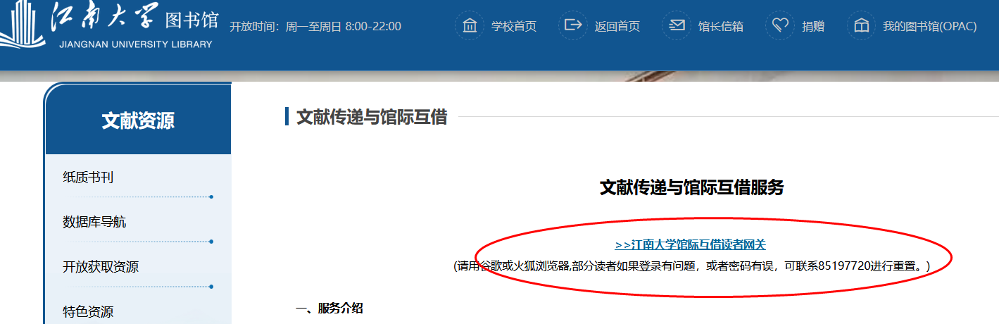 江南大学 图书馆
JIANGNAN UNIVERSITY LIBRARY
开放时间：周一至周日 8:00-22:00
学校首页
返回首页
馆长信箱
捐赠
我的图书馆(OPAC)
文献资源
纸质书刊
数据库导航
开放获取资源
特色资源
文献传递与馆际互借
文献传递与馆际互借服务
>>江南大学馆际互借读者网关
(请用谷歌或火狐浏览器,部分读者如果登录有问题，或者密码有误，可联系85197720进行重置。)
一、服务介绍